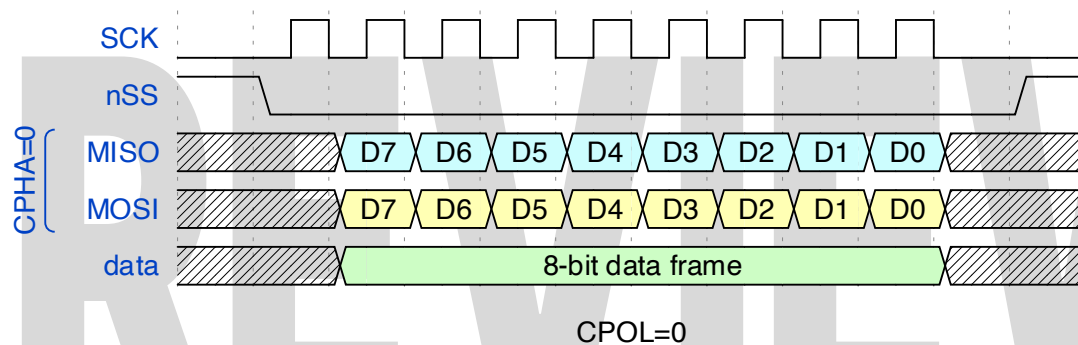 SCK
nSS
CPHA=0
MISO D7 D6 D5 D4 D3 D2 D1 D0
MOSI D7 D6 D5 D4 D3 D2 D1 D0
data 8-bit data frame
CPOL=0
REVIEW